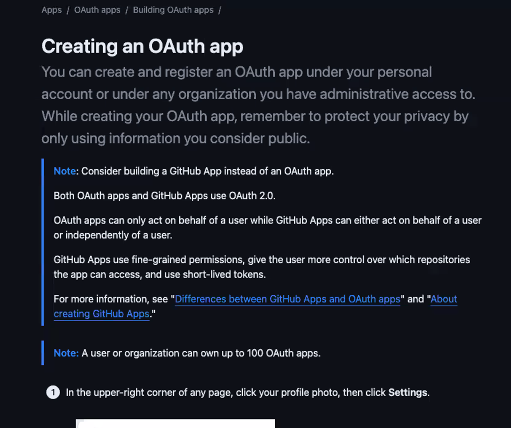 Apps / OAuth apps / Building OAuth apps /
Creating an OAuth app
You can create and register an OAuth app under your personal
account or under any organization you have administrative access to.
While creating your OAuth app, remember to protect your privacy by
only using information you consider public.
Note: Consider building a GitHub App instead of an OAuth app.
Both OAuth apps and GitHub Apps use OAuth 2.0.
OAuth apps can only act on behalf of a user while GitHub Apps can either act on behalf of a user
or independently of a user.
GitHub Apps use fine-grained permissions, give the user more control over which repositories
the app can access, and use short-lived tokens.
For more information, see "Differences between GitHub Apps and OAuth apps" and "About
creating GitHub Apps."
Note: A user or organization can own up to 100 OAuth apps.
1 In the upper-right corner of any page, click your profile photo, then click Settings.